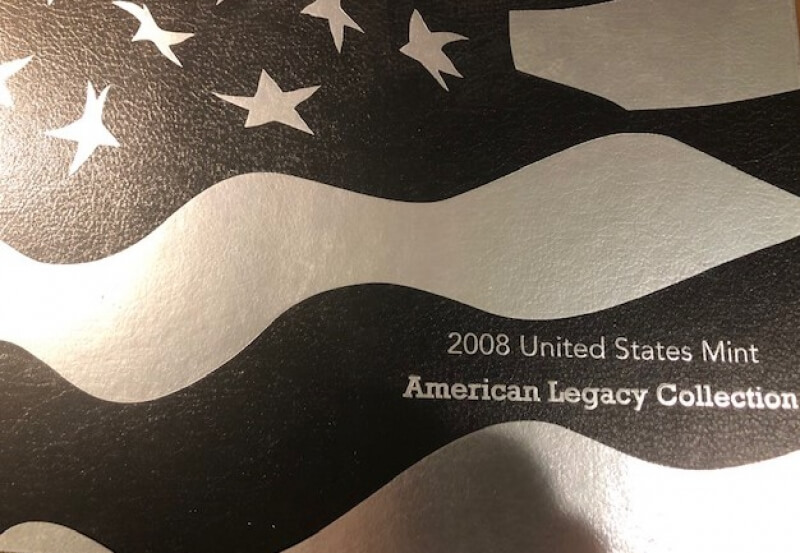 2008 United States Mint
American Legacy Collection